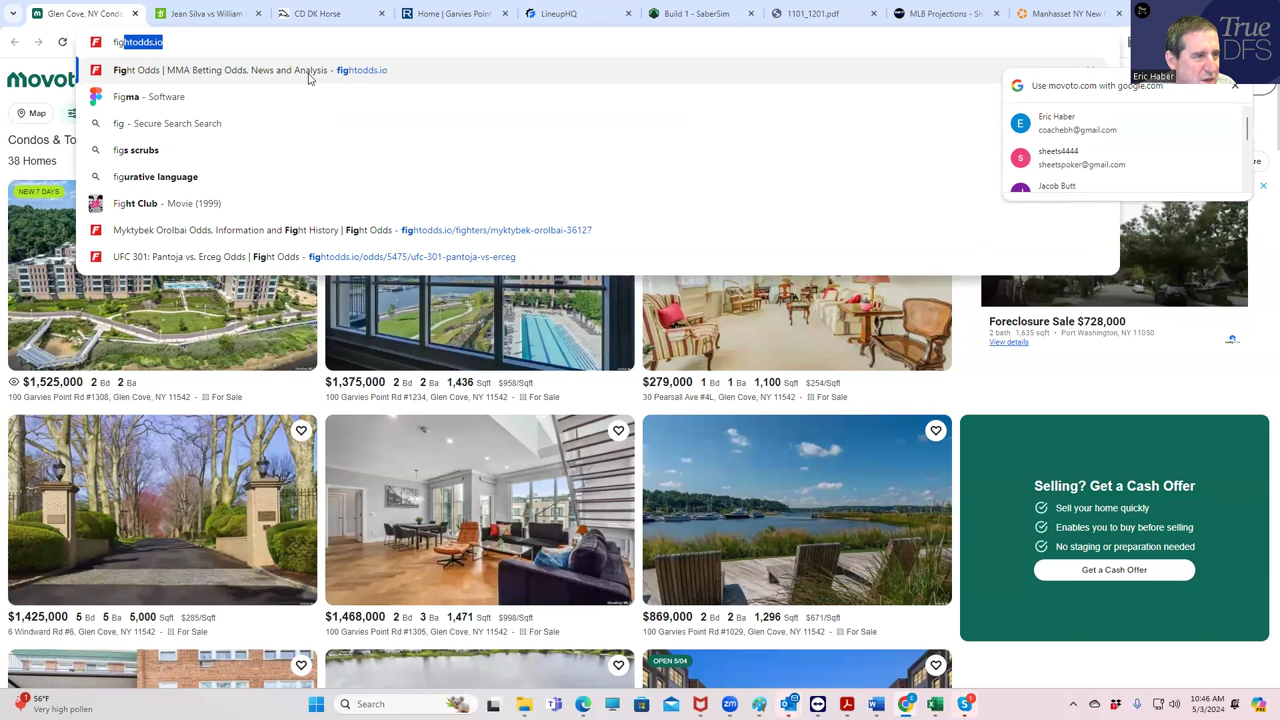 Glen Cove, NY Condo
Jean Silva vs William
CD DK Horse
Home | Garvies Point
LineupHQ
Build 1 - SaberSim
1101_1201.pdf
MLB Projections - Sh
Manhasset NY New C
fightodds.io
Fight Odds | MMA Betting Odds, News and Analysis - fightodds.io
Figma - Software
fig - Secure Search Search
figs scrubs
figurative language
Fight Club - Movie (1999)
Myktybek Orolbai Odds, Information and Fight History | Fight Odds - fightodds.io/fighters/myktybek-orolbai-36127
UFC 301: Pantoja vs. Erceg Odds | Fight Odds - fightodds.io/odds/5475/ufc-301-pantoja-vs-erceg
True
DFS
Eric Haber
Use movoto.com with google.com
Eric Haber
coachebh@gmail.com
sheets4444
sheetspoker@gmail.com
Jacob Butt
movoto
Map
Condos & To
38 Homes
re
NEW 7 DAYS
Foreclosure Sale $728,000
2 bath 1,635 sqft • Port Washington, NY 11050
View details
$1,525,000 2 Bd 2 Ba
100 Garvies Point Rd #1308, Glen Cove, NY 11542 - For Sale
$1,375,000 2 Bd 2 Ba 1,436 Sqft $958/Sqft
100 Garvies Point Rd #1234, Glen Cove, NY 11542 - For Sale
$279,000 1 Bd 1 Ba 1,100 Sqft $254/Sqft
30 Pearsall Ave #4L, Glen Cove, NY 11542 - For Sale
$1,425,000 5 Bd 5 Ba 5,000 Sqft $285/Sqft
6 Windward Rd #6, Glen Cove, NY 11542 - For Sale
$1,468,000 2 Bd 3 Ba 1,471 Sqft $998/Sqft
100 Garvies Point Rd #1305, Glen Cove, NY 11542 - For Sale
$869,000 2 Bd 2 Ba 1,296 Sqft $671/Sqft
100 Garvies Point Rd #1029, Glen Cove, NY 11542 - For Sale
Selling? Get a Cash Offer
Sell your home quickly
Enables you to buy before selling
No staging or preparation needed
Get a Cash Offer
OPEN 5/04
1
56°F
Very high pollen
Search
zm
1
10:46 AM
5/3/2024